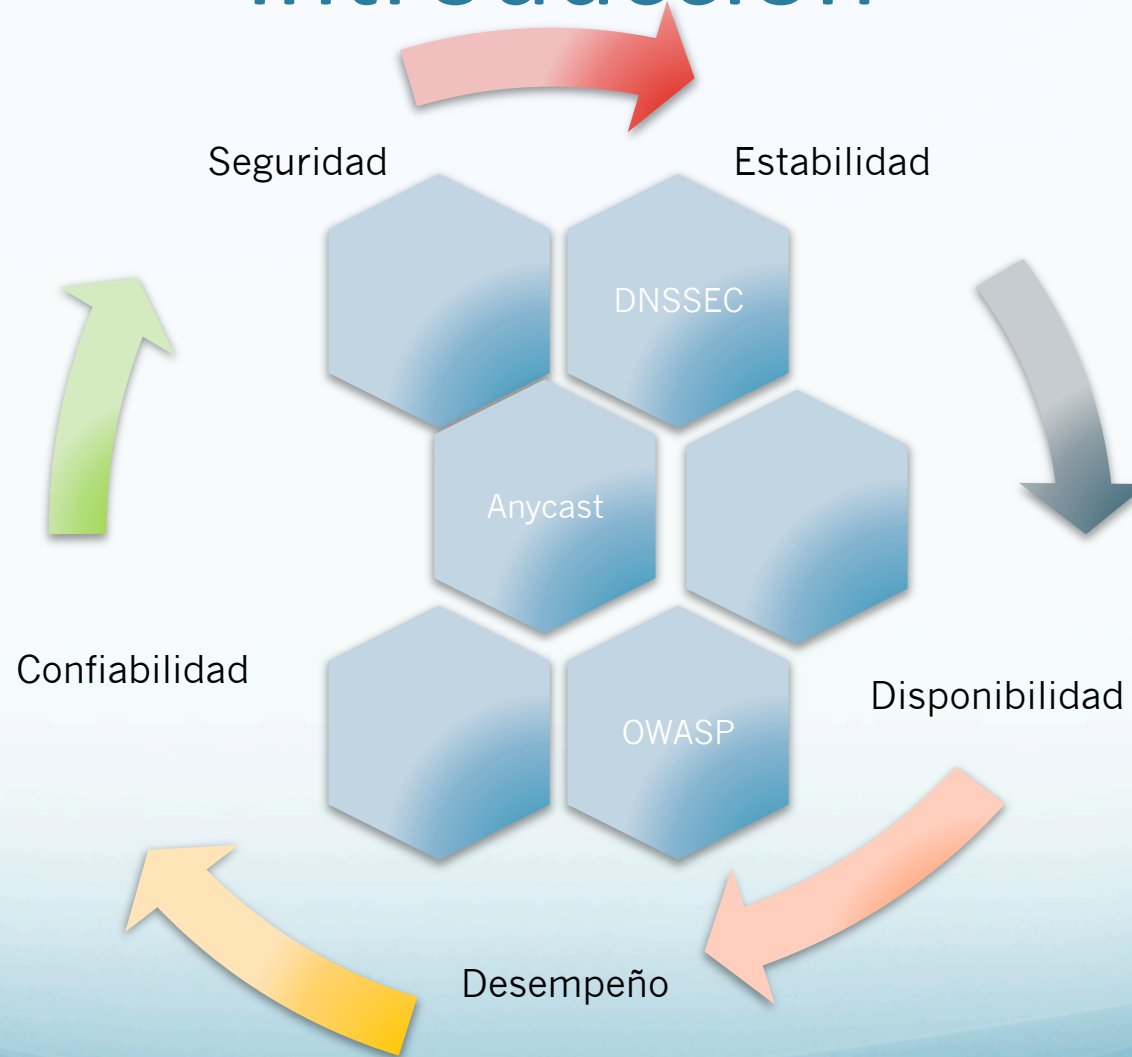 Seguridad
Estabilidad
DNSSEC
Anycast
Confiabilidad
Disponibilidad
OWASP
Desempeño